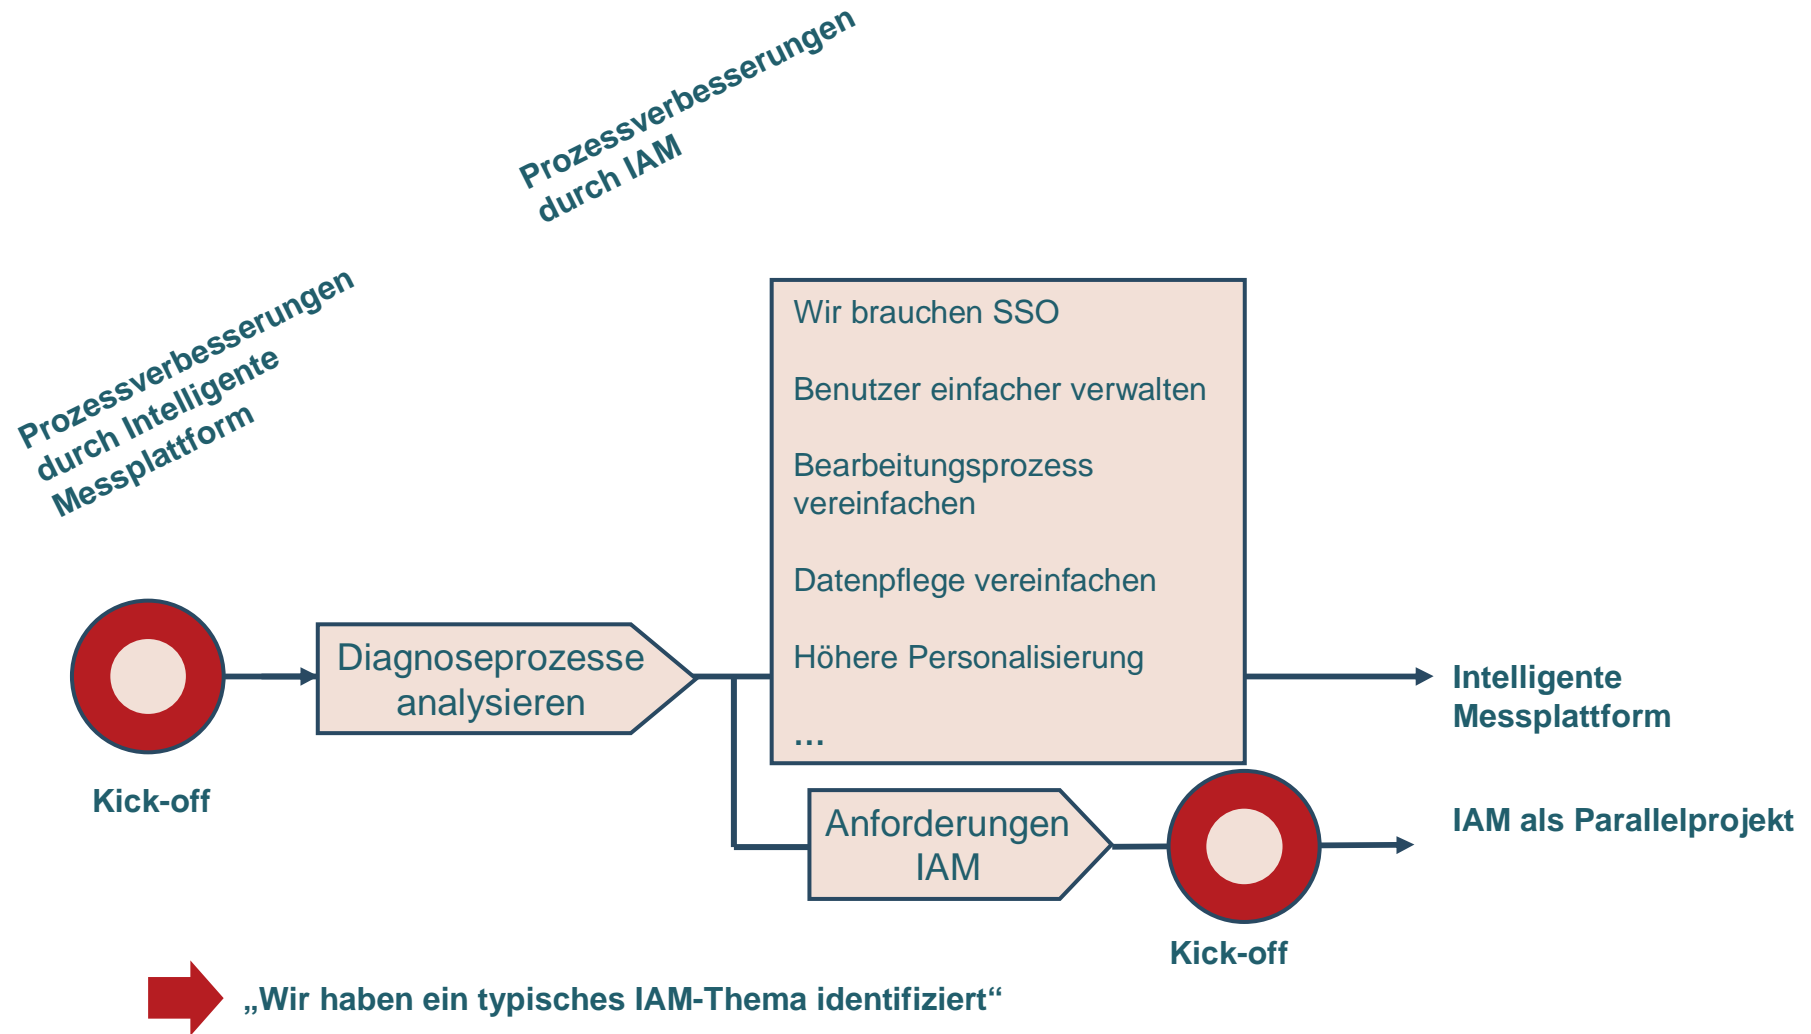 Prozessverbesserungen
durch IAM
Prozessverbesserungen
durch Intelligente
Messplattform
Wir brauchen SSO
Benutzer einfacher verwalten
Bearbeitungsprozess
vereinfachen
Datenpflege vereinfachen
Höhere Personalisierung
...
Diagnoseprozesse
analysieren
Intelligente
Messplattform
Kick-off
Anforderungen
IAM
IAM als Parallelprojekt
Kick-off
„Wir haben ein typisches IAM-Thema identifiziert“